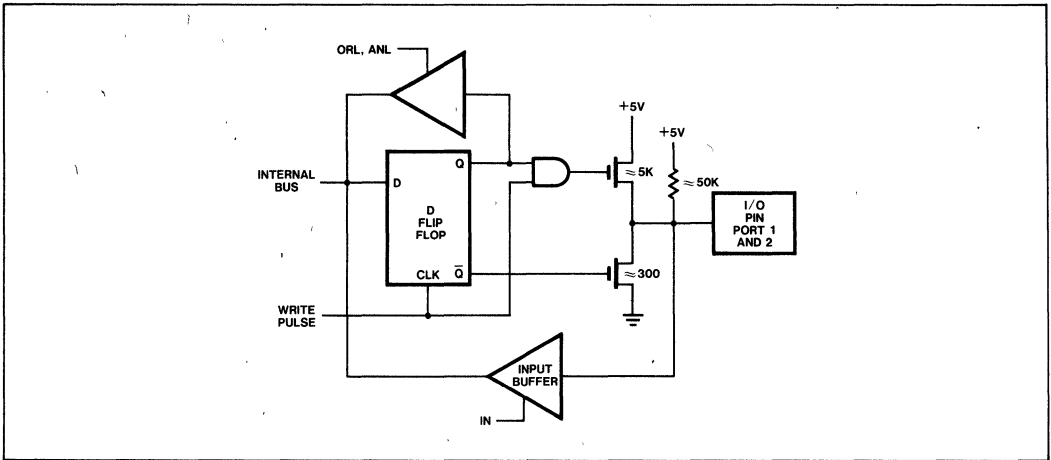 ORL, ANL
+5V
+5V
INTERNAL
BUS
D
Q
D
FLIP
FLOP
CLK
Q̅
≈5K
≈50K
I/O
PIN
PORT 1
AND 2
≈300
WRITE
PULSE
INPUT
BUFFER
IN